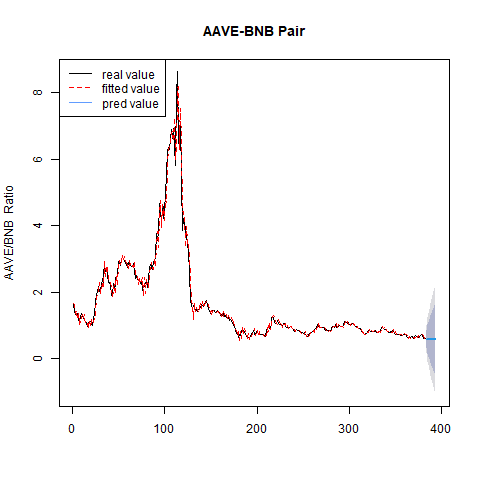 AAVE-BNB Pair
real value
fitted value
pred value
AAVE/BNB Ratio
8
6
4
2
0
0 100 200 300 400